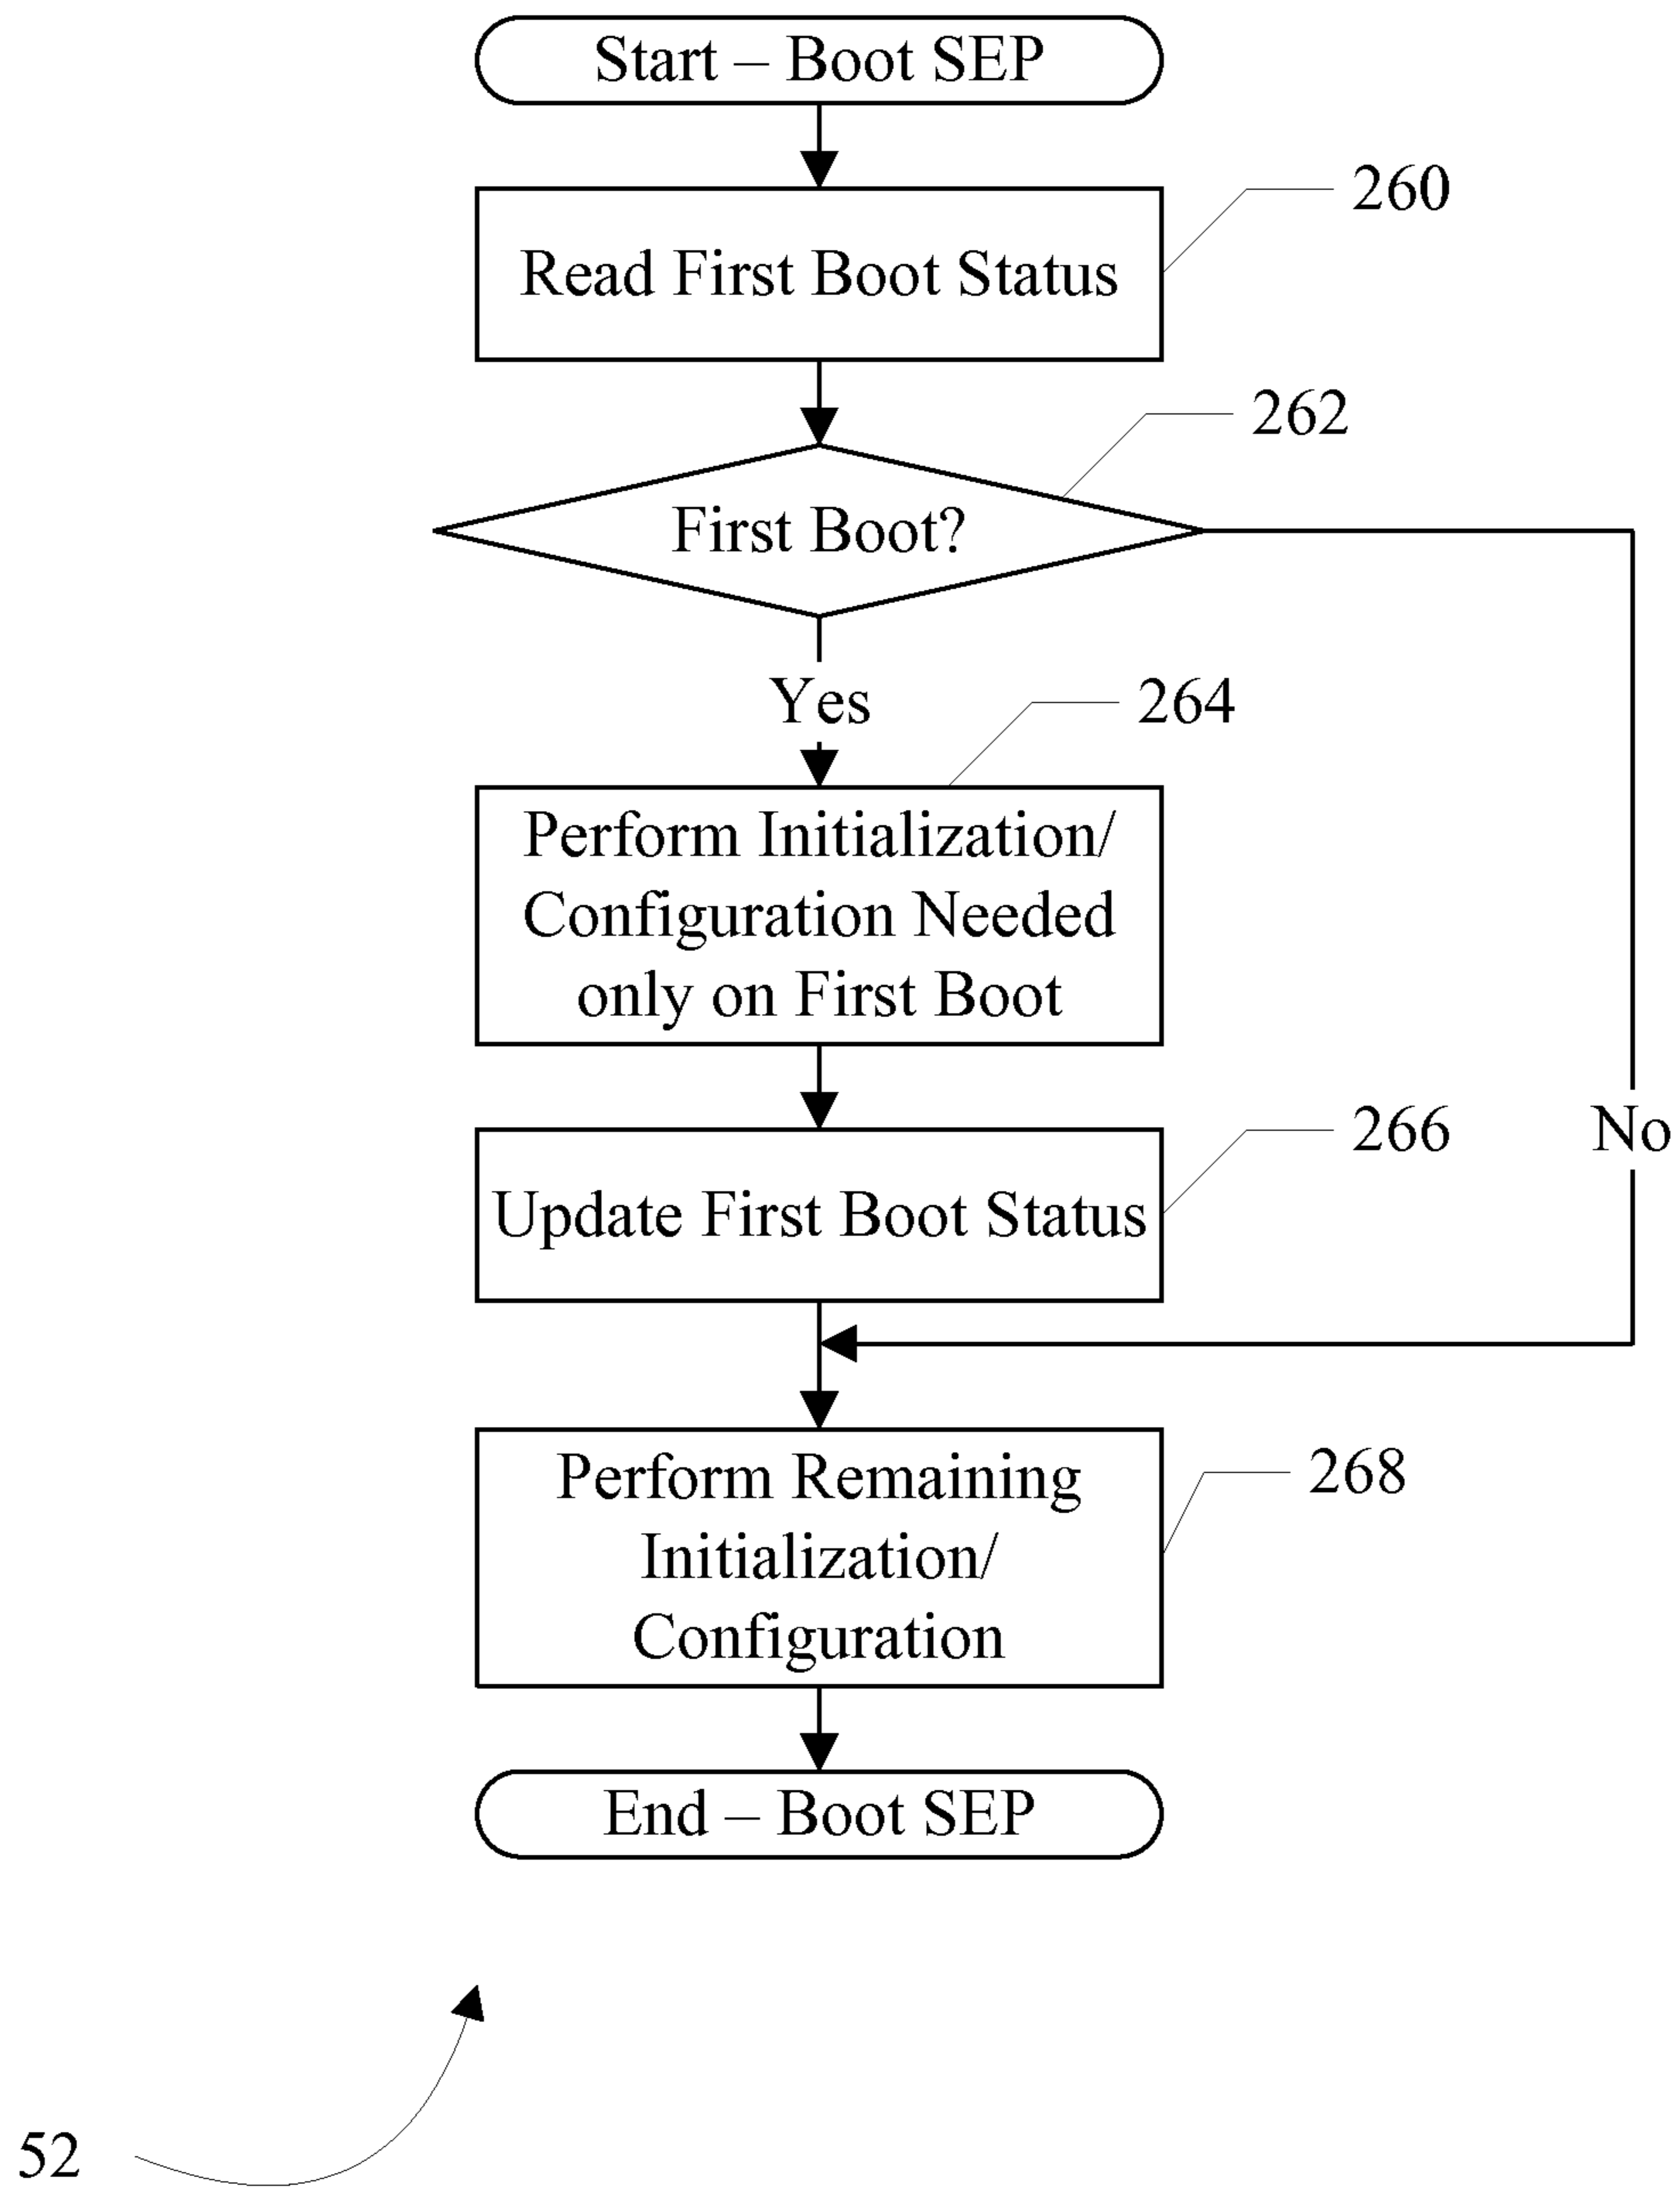 Start – Boot SEP
260
Read First Boot Status
262
First Boot?
Yes
264
Perform Initialization/
Configuration Needed
only on First Boot
266
No
Update First Boot Status
268
Perform Remaining
Initialization/
Configuration
End – Boot SEP
52